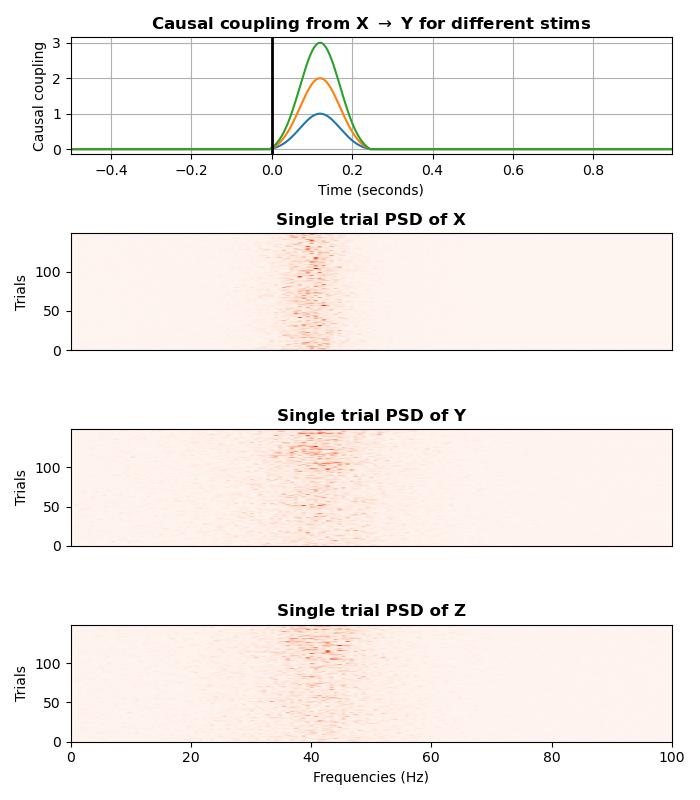 Causal coupling from X → Y for different stims
3
2
1
0
Causal coupling
−0.4 −0.2 0.0 0.2 0.4 0.6 0.8
Time (seconds)
Single trial PSD of X
100
50
0
Trials
Single trial PSD of Y
100
50
0
Trials
Single trial PSD of Z
100
50
0
Trials
0 20 40 60 80 100
Frequencies (Hz)